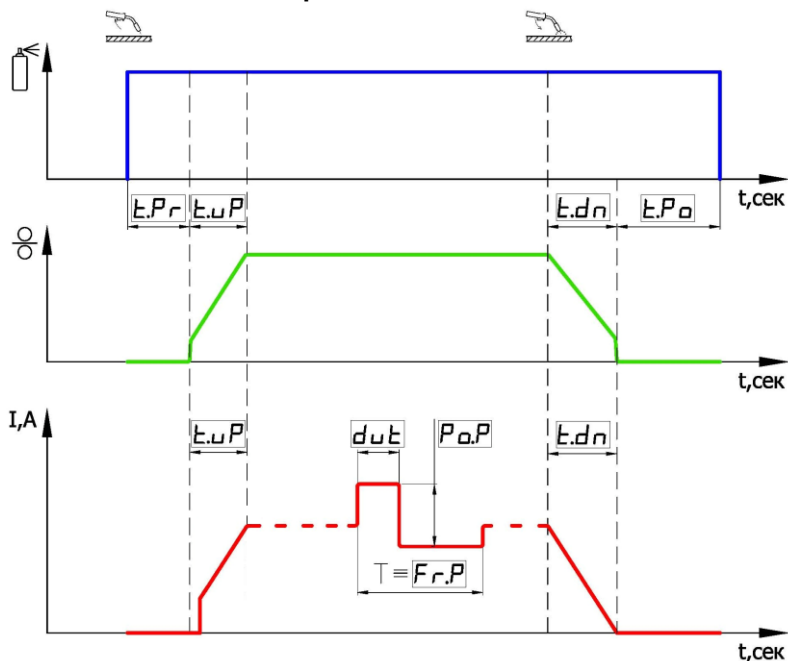 t.Pr t.uP t.dn t.Po
t,сек
t,сек
I,A
t.uP dut Po.P t.dn
T ≡ Fr.P
t,сек